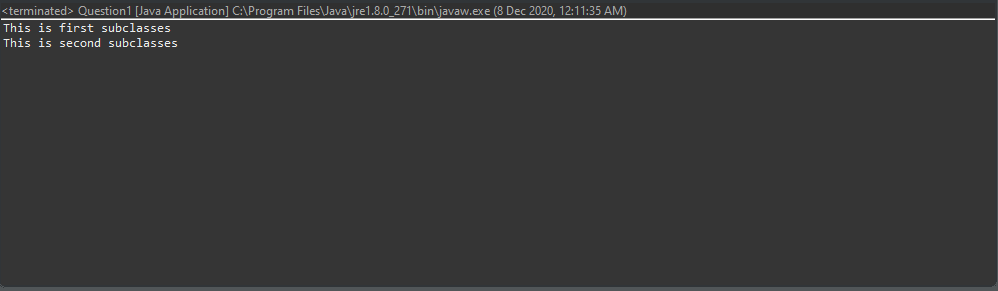 <terminated> Question1 [Java Application] C:\Program Files\Java\jre1.8.0_271\bin\javaw.exe (8 Dec 2020, 12:11:35 AM)
This is first subclasses
This is second subclasses